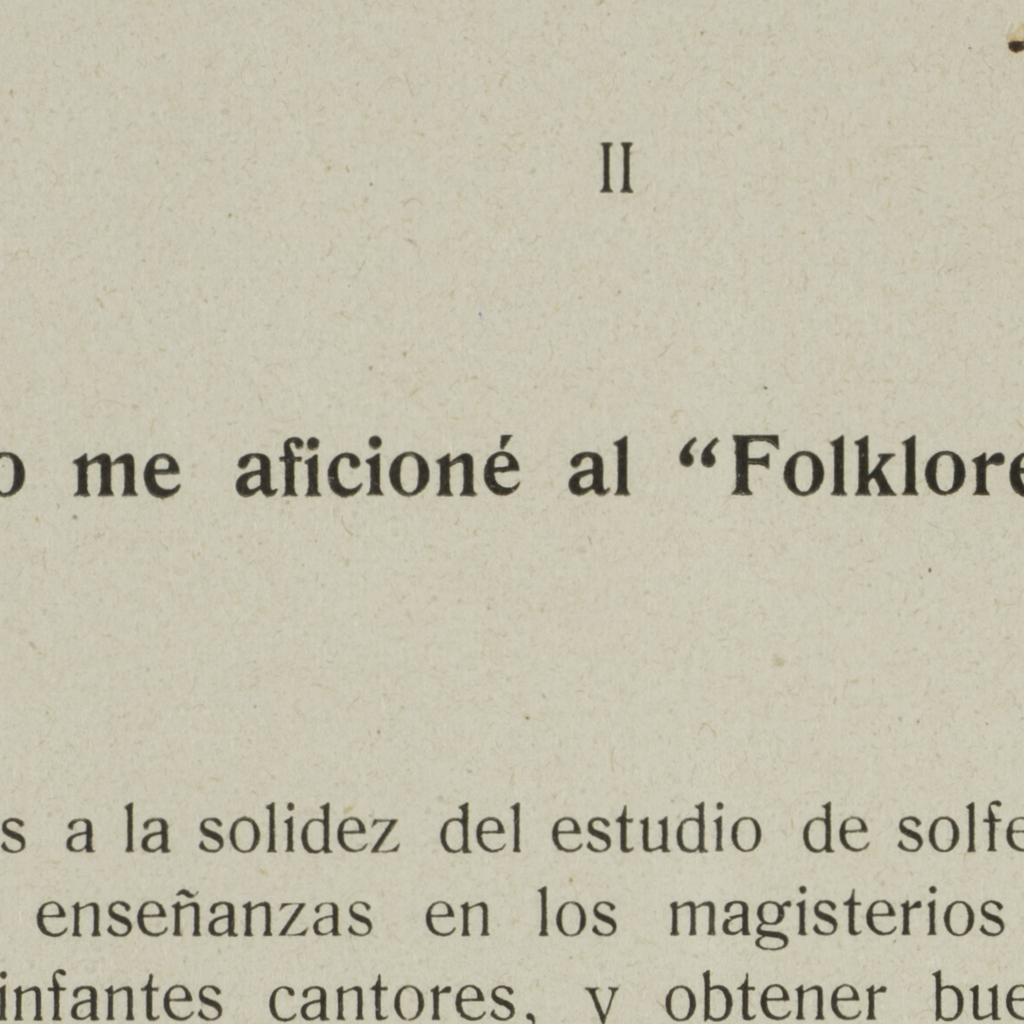 II
o me aficioné al “Folklore
s a la solidez del estudio de solfe
enseñanzas en los magisterios
infantes cantores, y obtener bue